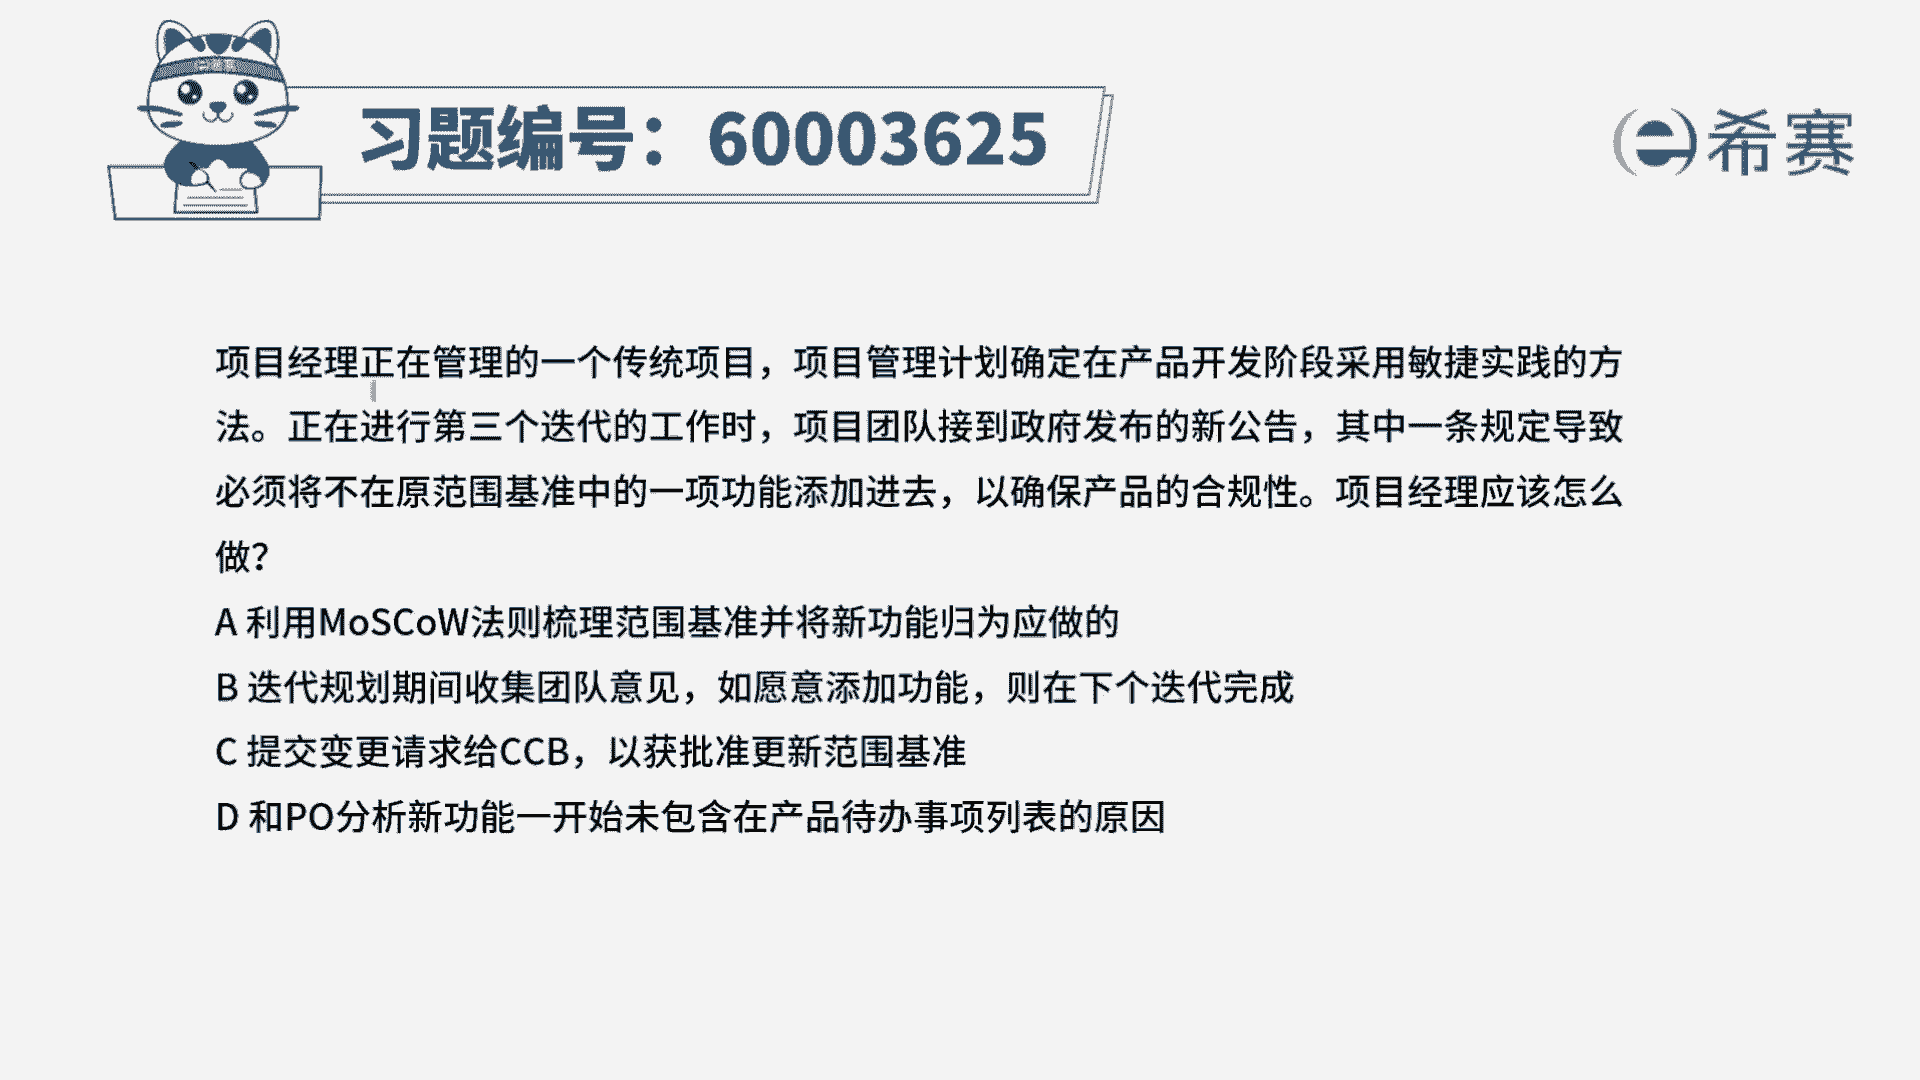 习题编号：60003625
希赛
项目经理正在管理的一个传统项目，项目管理计划确定在产品开发阶段采用敏捷实践的方
法。正在进行第三个迭代的工作时，项目团队接到政府发布的新公告，其中一条规定导致
必须将不在原范围基准中的一项功能添加进去，以确保产品的合规性。项目经理应该怎么
做？
A 利用MoSCoW法则梳理范围基准并将新功能归为应做的
B 迭代规划期间收集团队意见，如愿意添加功能，则在下个迭代完成
C 提交变更请求给CCB，以获批准更新范围基准
D 和PO分析新功能一开始未包含在产品待办事项列表的原因